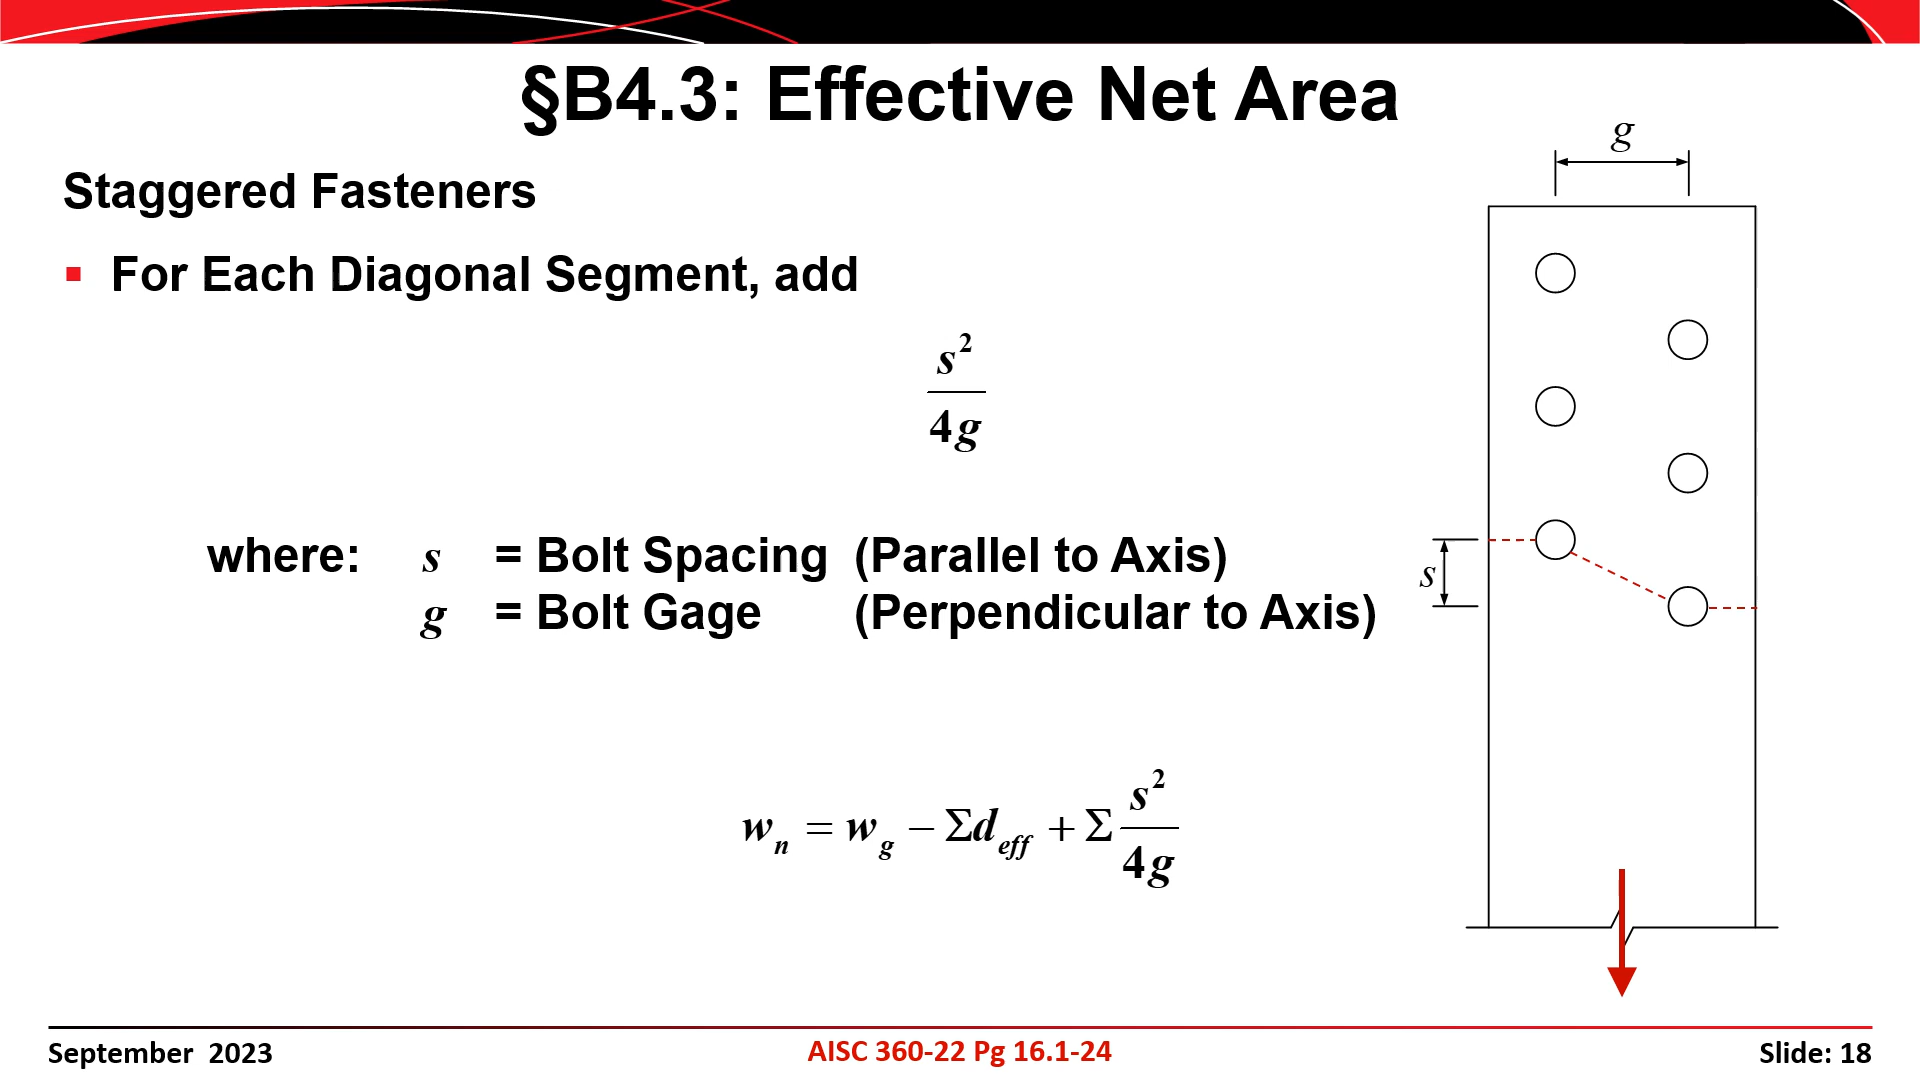 §B4.3: Effective Net Area
g
Staggered Fasteners
▪ For Each Diagonal Segment, add
s²
4g
where: s = Bolt Spacing (Parallel to Axis)
g = Bolt Gage (Perpendicular to Axis)
s
wₙ = w_g − Σd_eff + Σ s²/4g
September 2023
AISC 360-22 Pg 16.1-24
Slide: 18